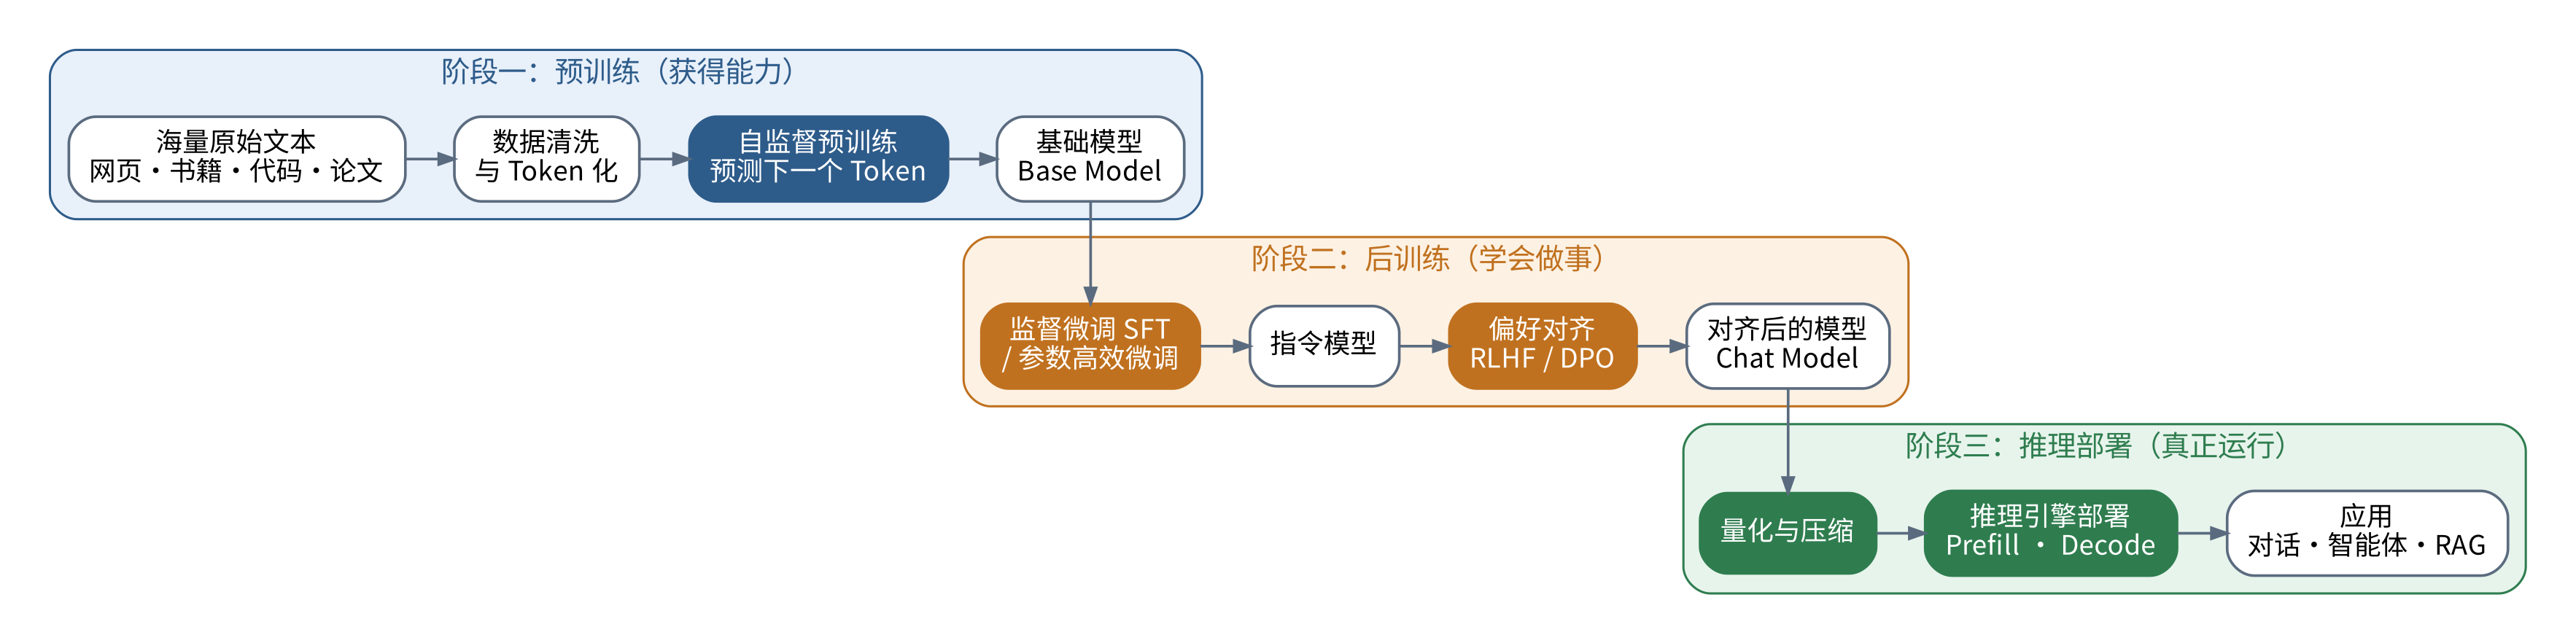 阶段一：预训练（获得能力）
海量原始文本
网页・书籍・代码・论文
数据清洗
与 Token 化
自监督预训练
预测下一个 Token
基础模型
Base Model
阶段二：后训练（学会做事）
监督微调 SFT
/ 参数高效微调
指令模型
偏好对齐
RLHF / DPO
对齐后的模型
Chat Model
阶段三：推理部署（真正运行）
量化与压缩
推理引擎部署
Prefill ・ Decode
应用
对话・智能体・RAG